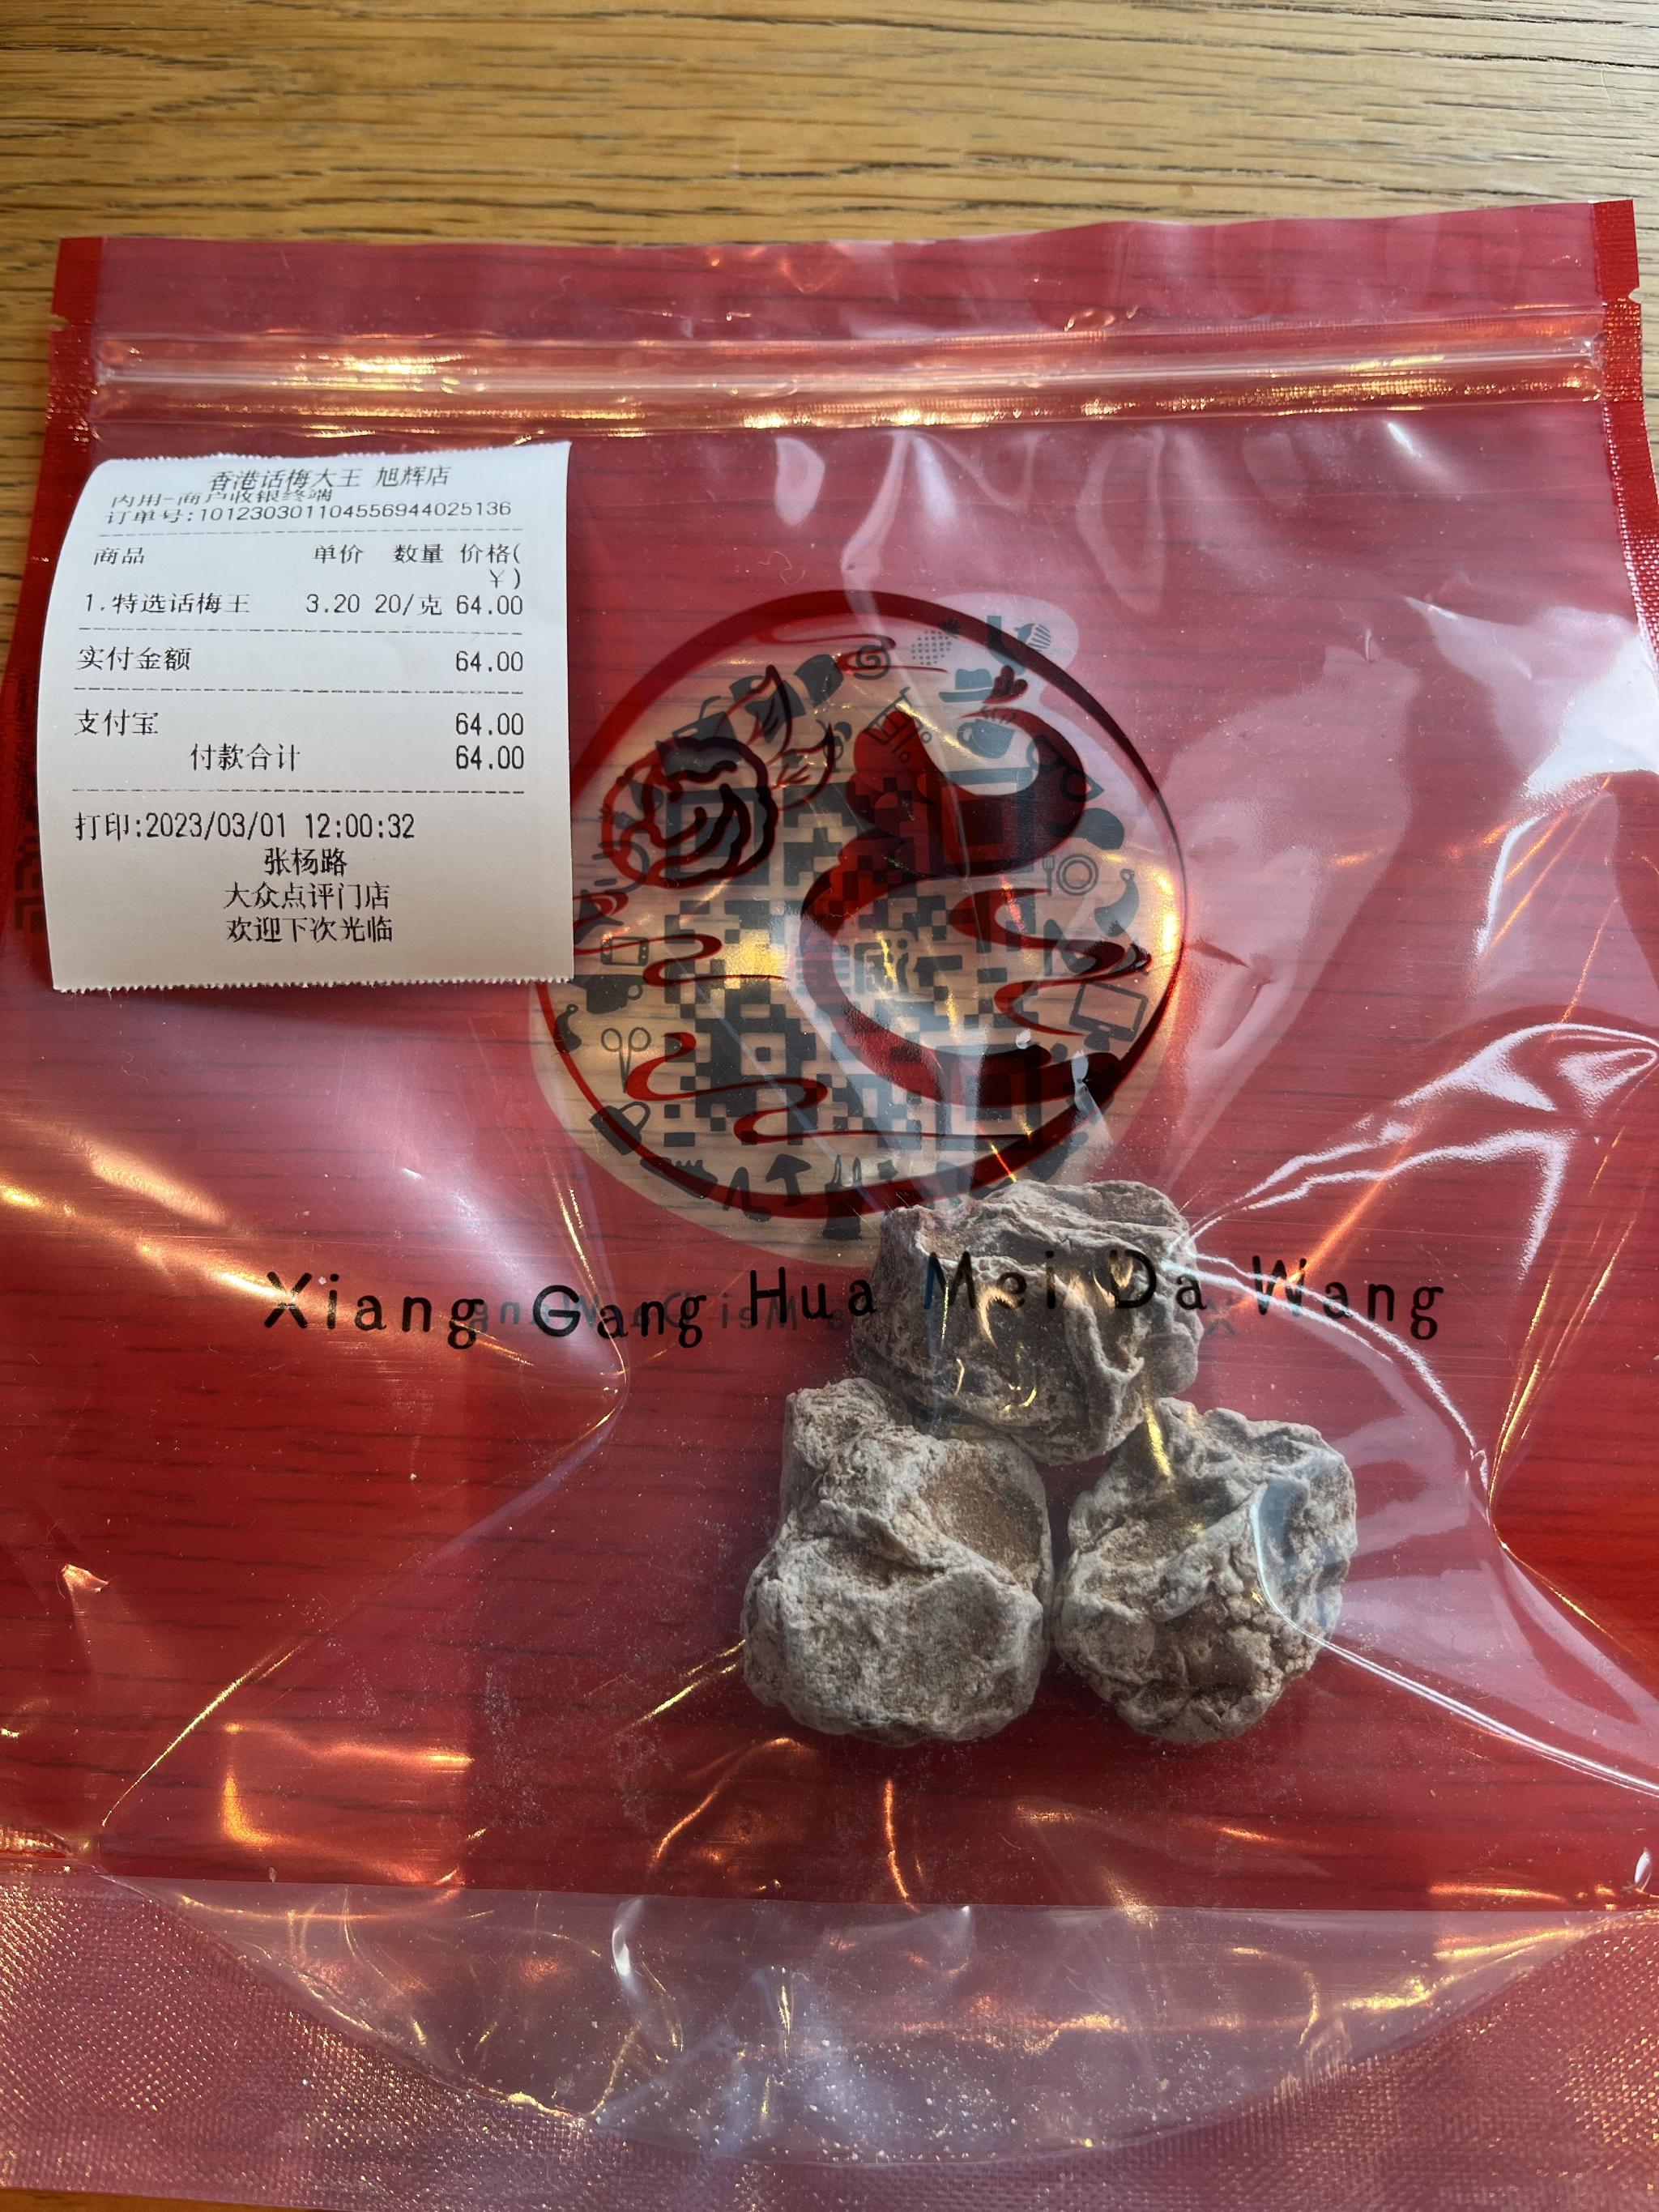 香港话梅大王 旭辉店
内用-商户收银终端
订单号:101230301104556944025136
商品 单价 数量 价格(
￥)
1.特选话梅王 3.20 20/克 64.00
实付金额 64.00
支付宝 64.00
付款合计 64.00
打印:2023/03/01 12:00:32
张杨路
大众点评门店
欢迎下次光临
Xiang Gang Hua Mei Da Wang